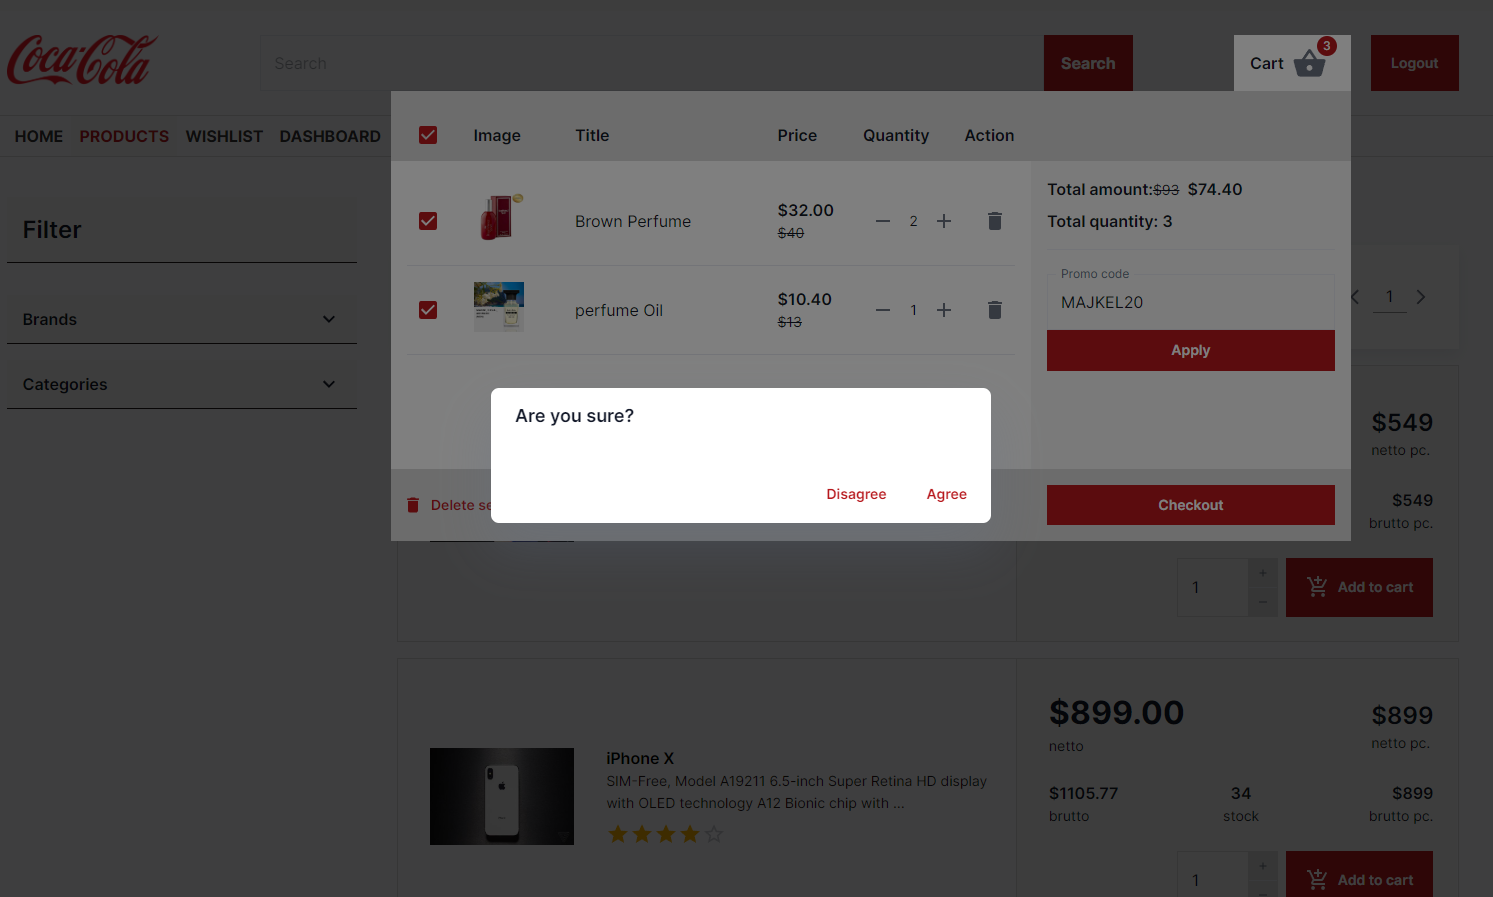 Coca-Cola
Search
Search
Cart
3
Logout
HOME PRODUCTS WISHLIST DASHBOARD
Image Title Price Quantity Action
Filter
Brands
Categories
Brown Perfume
$32.00
$40
2
perfume Oil
$10.40
$13
1
Total amount:$93 $74.40
Total quantity: 3
Promo code
MAJKEL20
Apply
1
Are you sure?
Disagree Agree
Delete se
Checkout
$549
netto pc.
$549
brutto pc.
1
+
−
Add to cart
iPhone X
SIM-Free, Model A19211 6.5-inch Super Retina HD display
with OLED technology A12 Bionic chip with ...
$899.00
netto
$899
netto pc.
$1105.77
brutto
34
stock
$899
brutto pc.
1
+
Add to cart